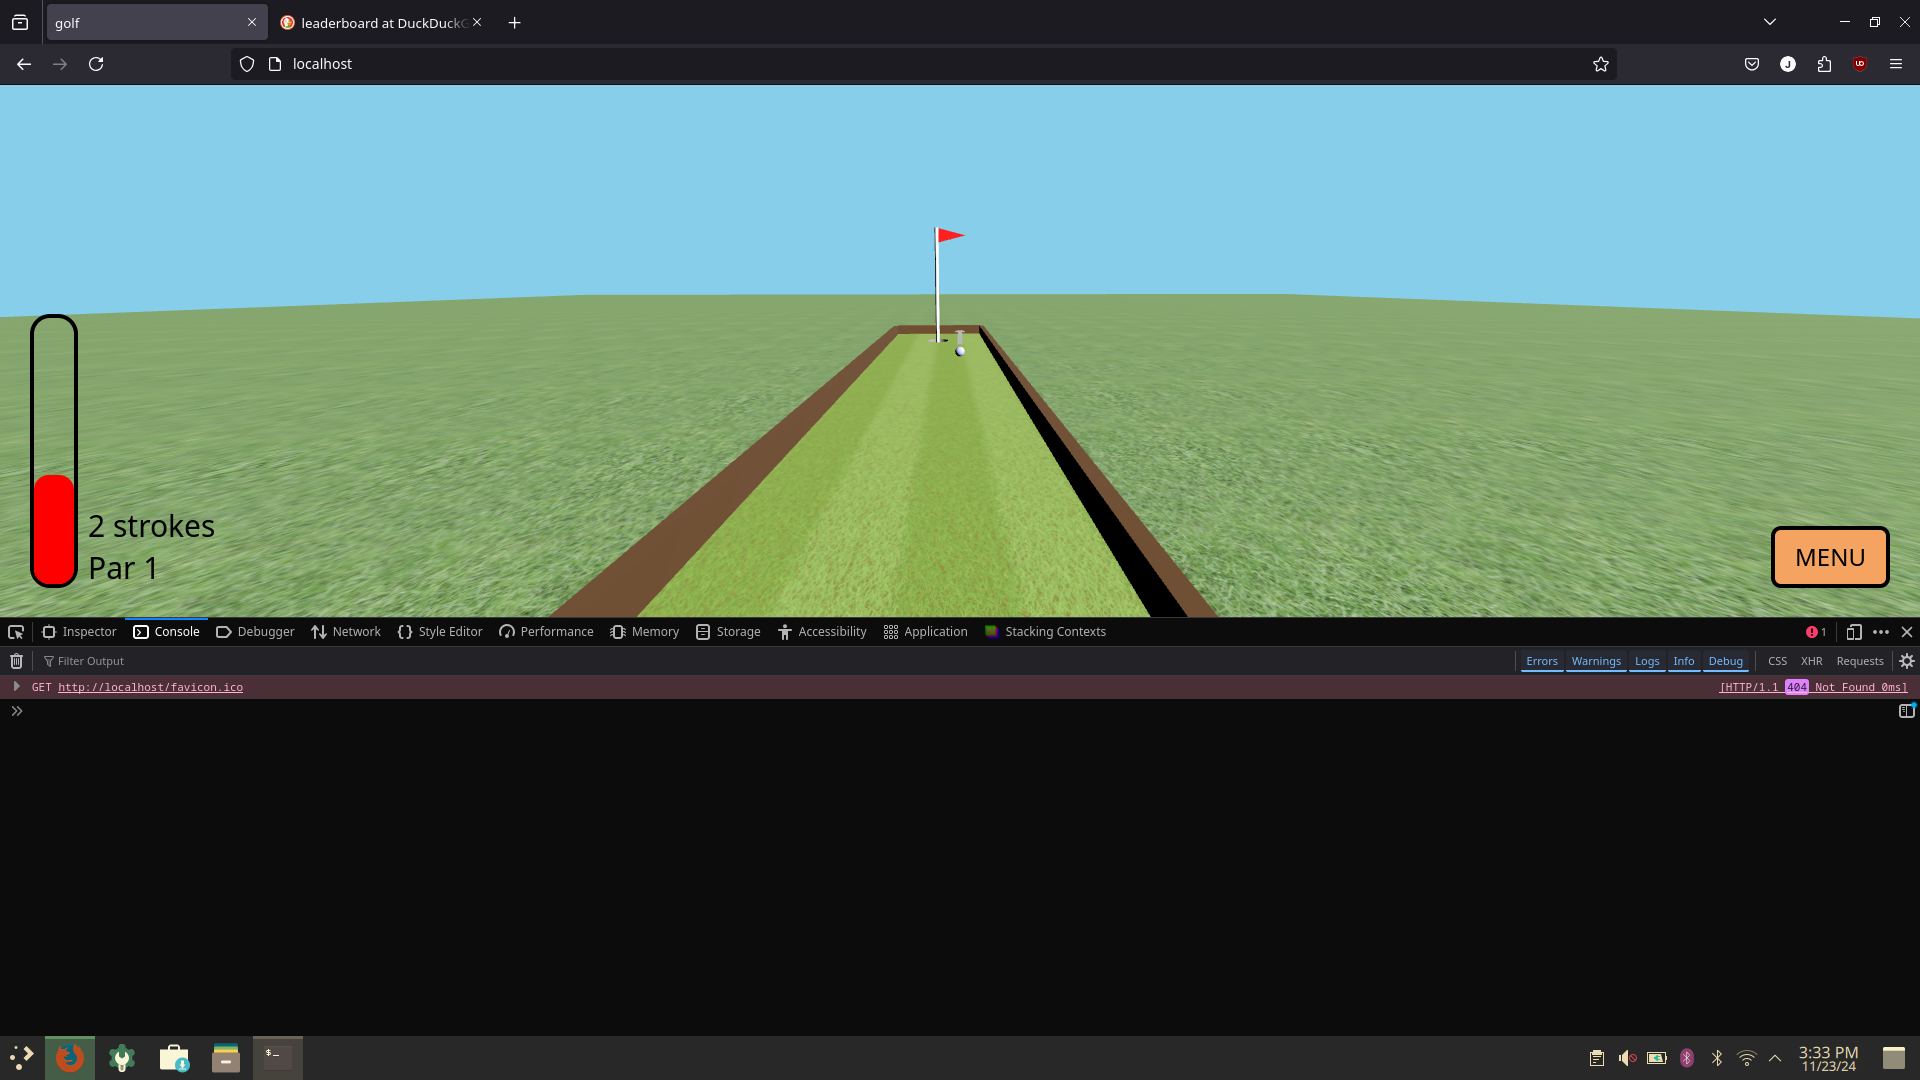 golf
leaderboard at DuckDuckG
localhost
2 strokes
Par 1
MENU
Inspector Console Debugger Network Style Editor Performance Memory Storage Accessibility Application Stacking Contexts 1
Filter Output Errors Warnings Logs Info Debug CSS XHR Requests
GET http://localhost/favicon.ico [HTTP/1.1 404 Not Found 0ms]
3:33 PM
11/23/24